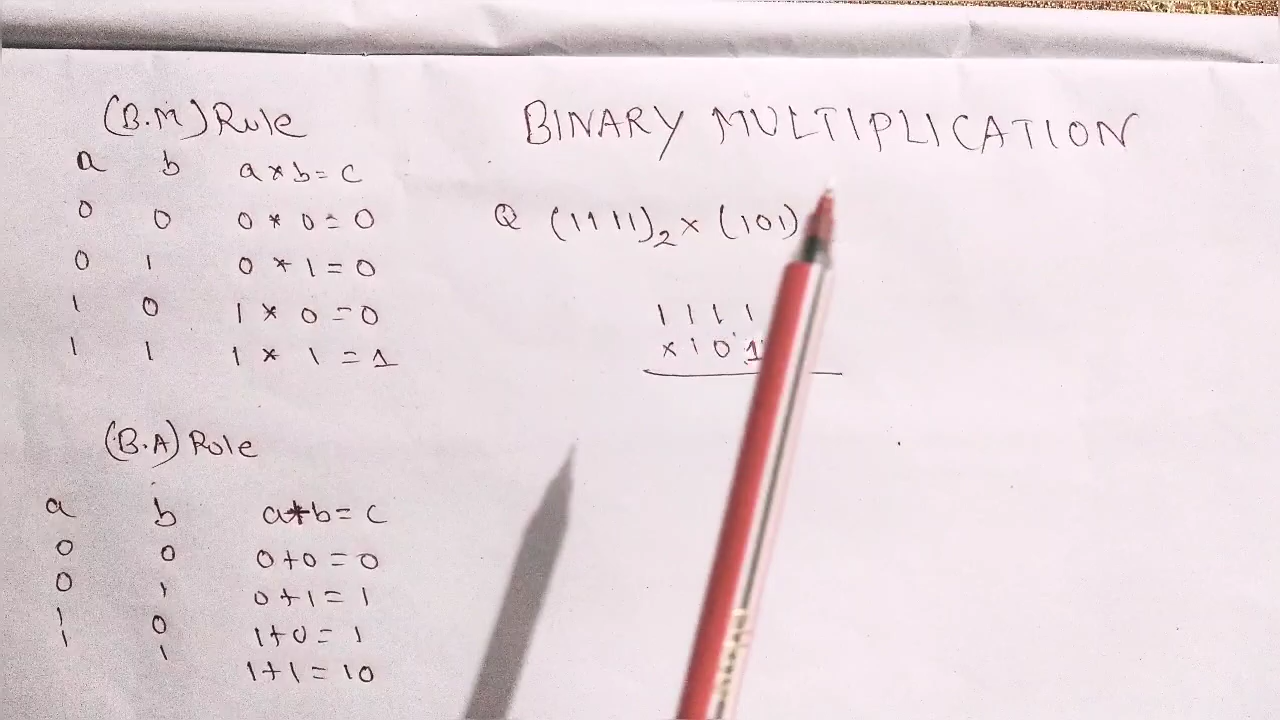 (B.M) Rule
a b a * b = c
0 0 0 * 0 = 0
0 1 0 * 1 = 0
1 0 1 * 0 = 0
1 1 1 * 1 = 1
(B.A) Rule
a b a+b = c
0 0 0+0 = 0
0 1 0+1 = 1
1 0 1+0 = 1
1 1 1+1 = 10
BINARY MULTIPLICATION
Q (1111)2 × (101)
1111
×101